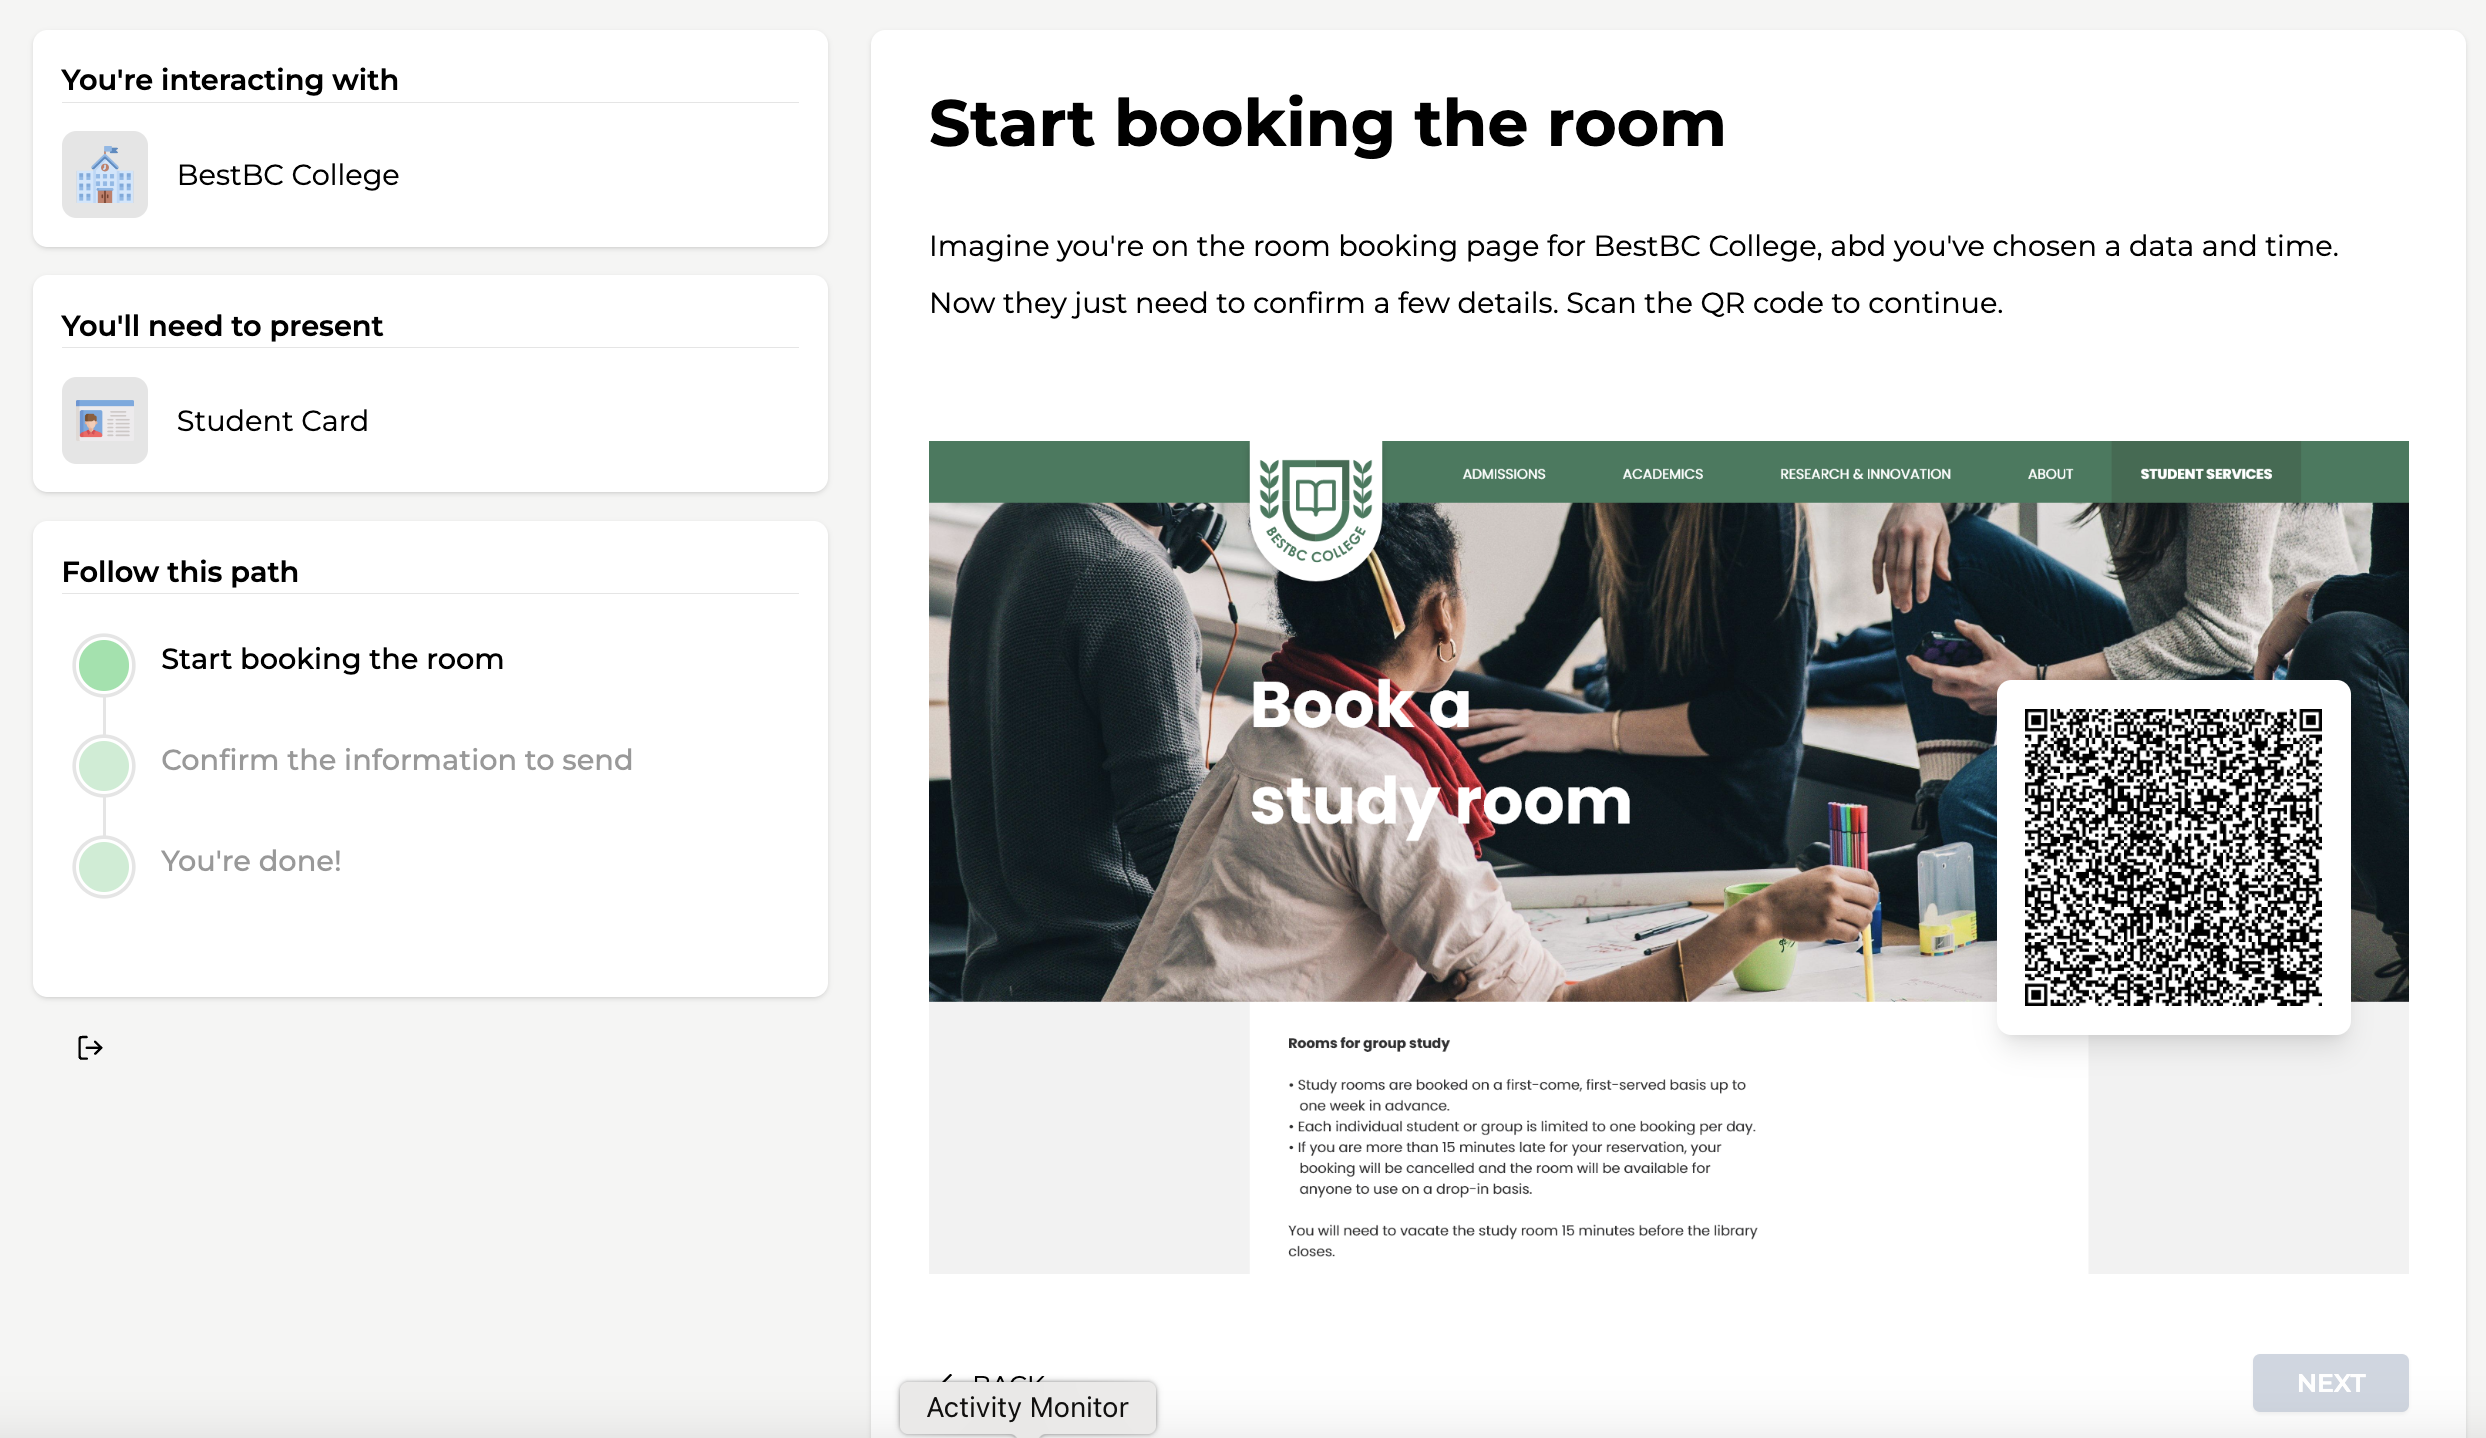 You're interacting with
BestBC College
You'll need to present
Student Card
Follow this path
Start booking the room
Confirm the information to send
You're done!
Start booking the room
Imagine you're on the room booking page for BestBC College, abd you've chosen a data and time.
Now they just need to confirm a few details. Scan the QR code to continue.
BESTBC COLLEGE
ADMISSIONS
ACADEMICS
RESEARCH & INNOVATION
ABOUT
STUDENT SERVICES
Book a
study room
Rooms for group study
• Study rooms are booked on a first-come, first-served basis up to
one week in advance.
• Each individual student or group is limited to one booking per day.
• If you are more than 15 minutes late for your reservation, your
booking will be cancelled and the room will be available for
anyone to use on a drop-in basis.
You will need to vacate the study room 15 minutes before the library
closes.
BACK
NEXT
Activity Monitor